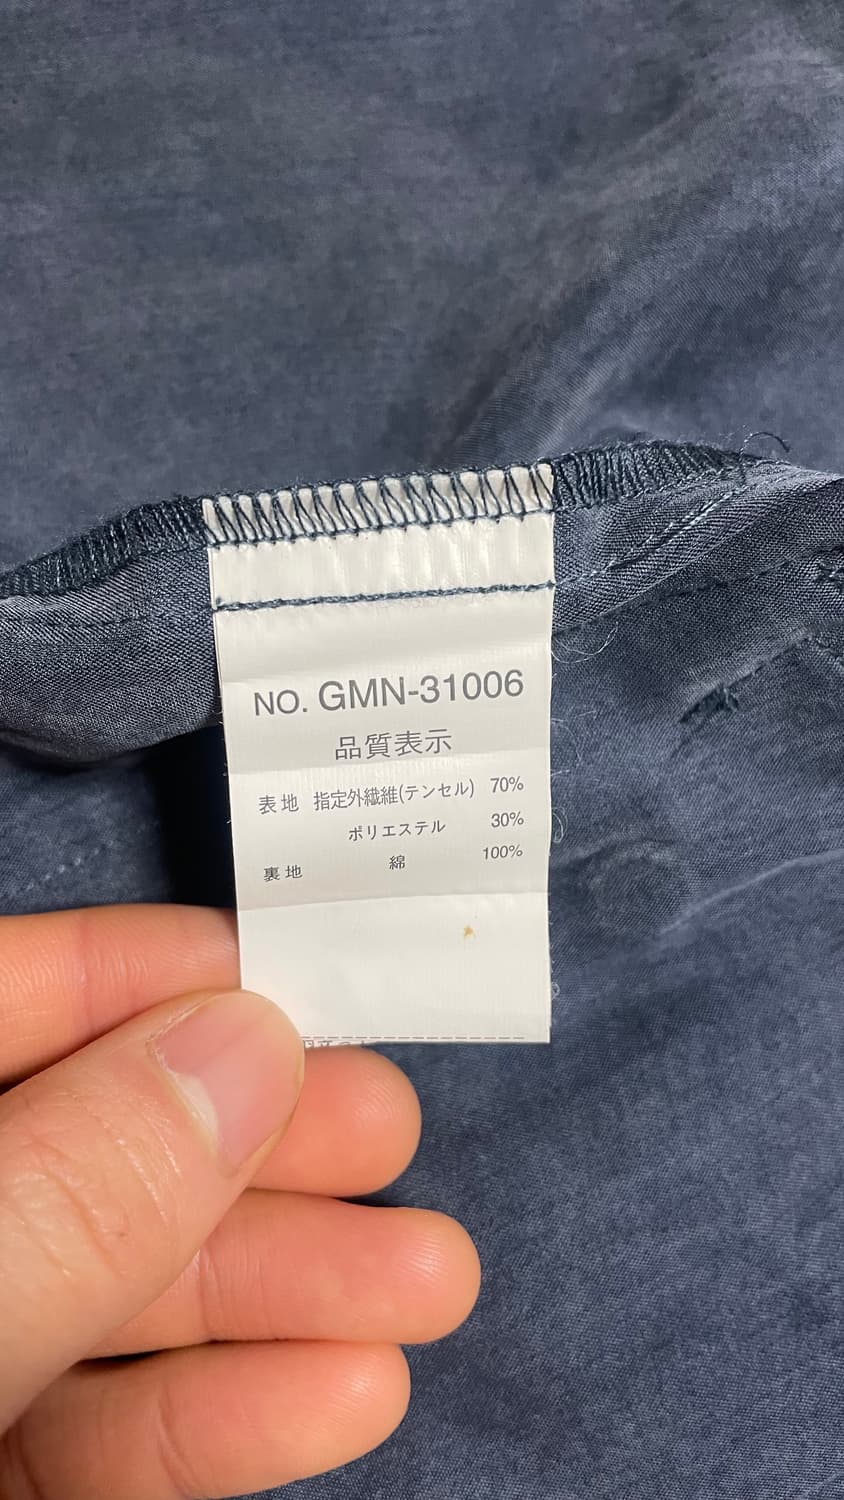 NO. GMN-31006
品質表示
表地 指定外繊維(テンセル) 70%
ポリエステル 30%
裏地 綿 100%